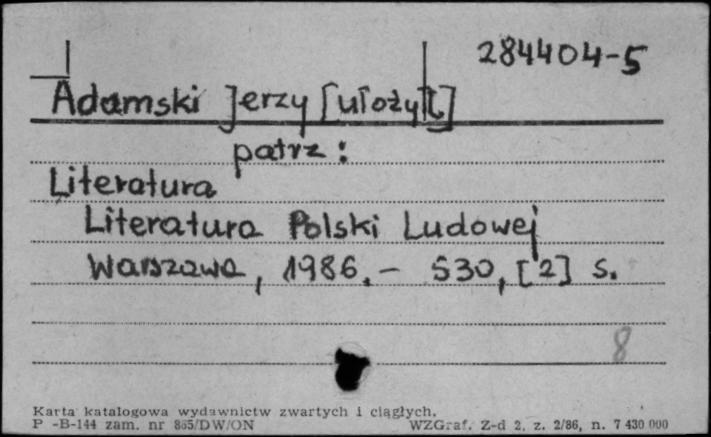 284404-5
Adamski Jerzy [ułożył]
patrz:
Literatura
Literatura Polski Ludowej
Warszawa, 1986.- 530, [2] s.
8
Karta katalogowa wydawnictw zwartych i ciągłych.
P -B-144 zam. nr 885/DW/ON WZGraf. Z-d 2, z. 2/86, n. 7 430 000